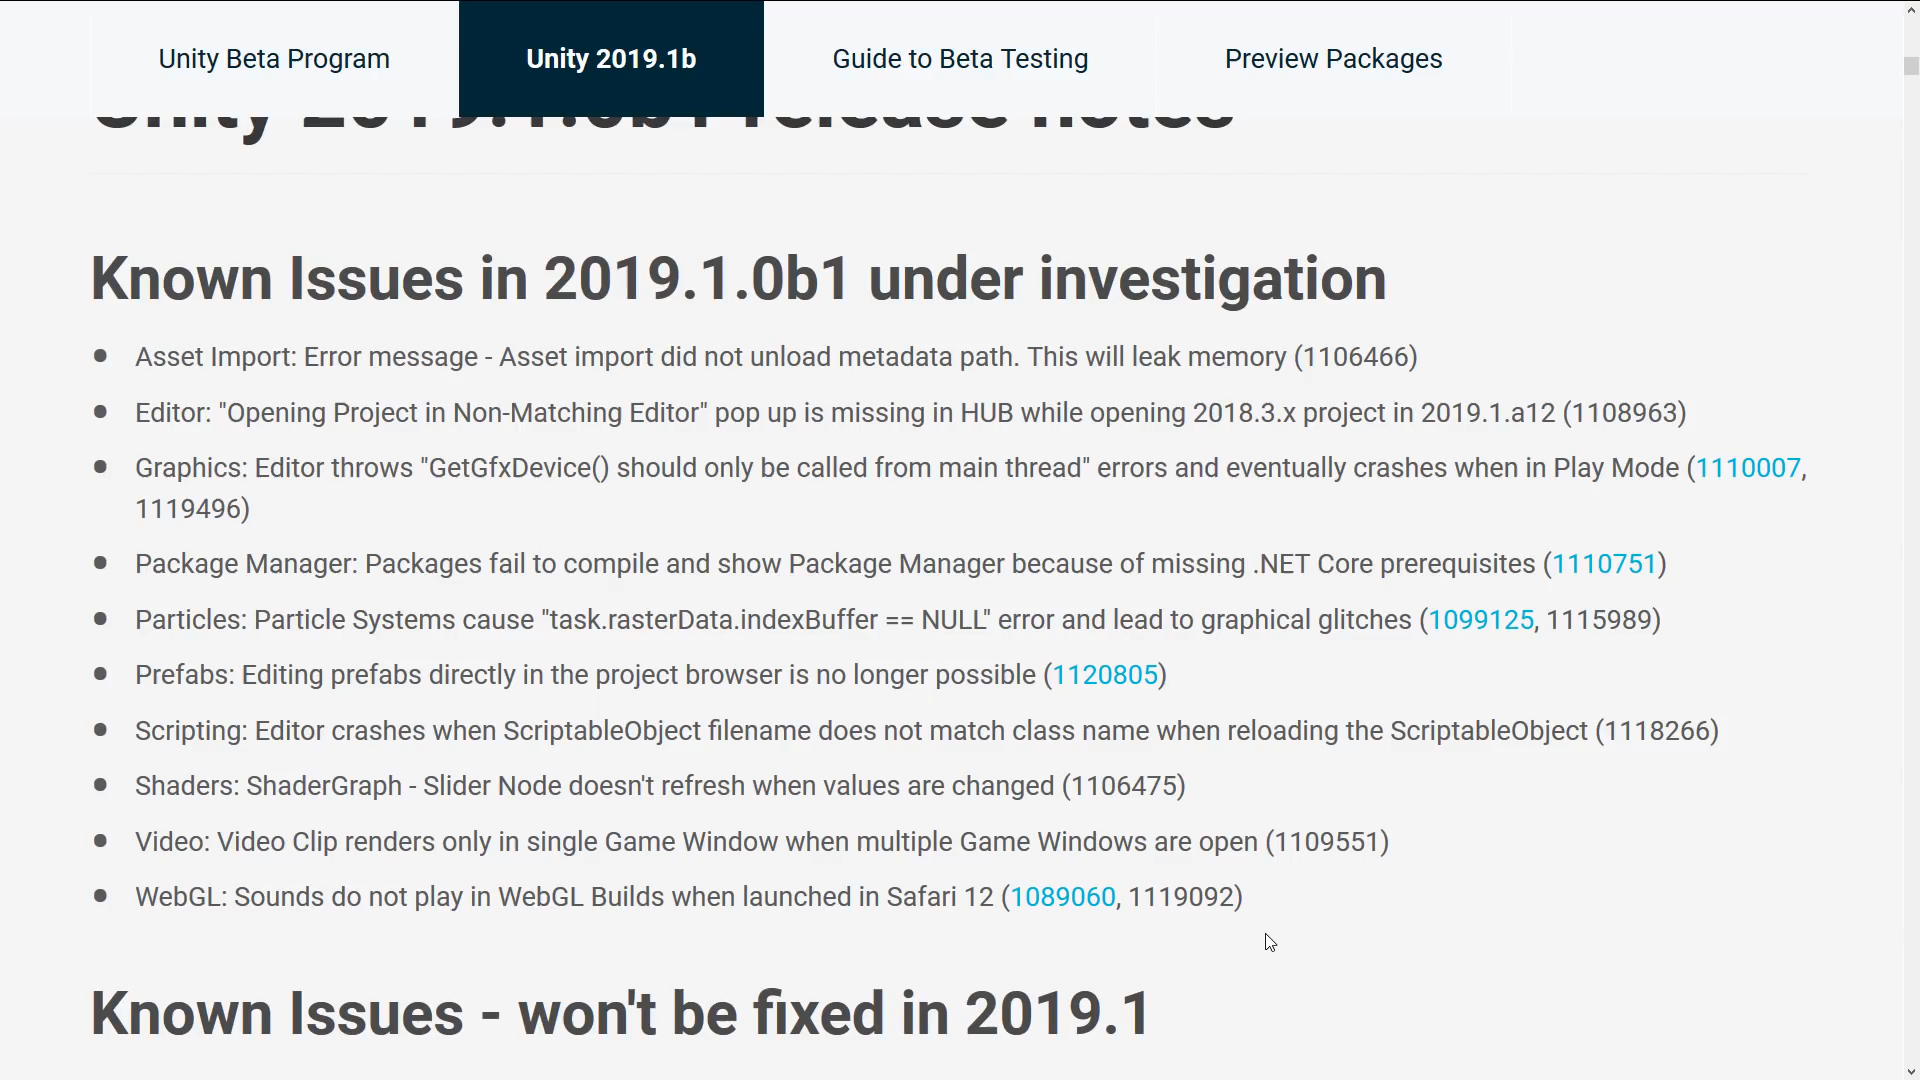 Unity Beta Program
Unity 2019.1b
Guide to Beta Testing
Preview Packages
Unity 2019.1.0b1 release notes
Known Issues in 2019.1.0b1 under investigation
Asset Import: Error message - Asset import did not unload metadata path. This will leak memory (1106466)
Editor: "Opening Project in Non-Matching Editor" pop up is missing in HUB while opening 2018.3.x project in 2019.1.a12 (1108963)
Graphics: Editor throws "GetGfxDevice() should only be called from main thread" errors and eventually crashes when in Play Mode (1110007,
1119496)
Package Manager: Packages fail to compile and show Package Manager because of missing .NET Core prerequisites (1110751)
Particles: Particle Systems cause "task.rasterData.indexBuffer == NULL" error and lead to graphical glitches (1099125, 1115989)
Prefabs: Editing prefabs directly in the project browser is no longer possible (1120805)
Scripting: Editor crashes when ScriptableObject filename does not match class name when reloading the ScriptableObject (1118266)
Shaders: ShaderGraph - Slider Node doesn't refresh when values are changed (1106475)
Video: Video Clip renders only in single Game Window when multiple Game Windows are open (1109551)
WebGL: Sounds do not play in WebGL Builds when launched in Safari 12 (1089060, 1119092)
Known Issues - won't be fixed in 2019.1